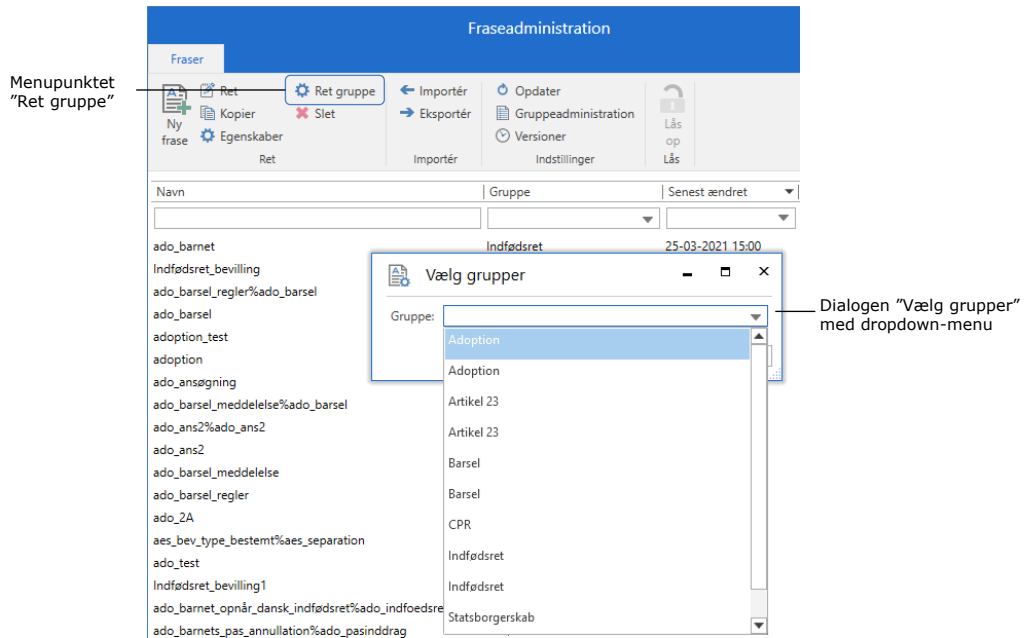 Fraseadministration
Fraser
Menupunktet
”Ret gruppe”
Ny
frase
Ret
Kopier
Egenskaber
Ret gruppe
Slet
Ret
Importér
Eksportér
Importér
Opdater
Gruppeadministration
Versioner
Indstillinger
Lås
op
Lås
Navn Gruppe Senest ændret
ado_barnet Indfødsret 25-03-2021 15:00
Indfødsret_bevilling
ado_barsel_regler%ado_barsel
ado_barsel
adoption_test
adoption
ado_ansøgning
ado_barsel_meddelelse%ado_barsel
ado_ans2%ado_ans2
ado_ans2
ado_barsel_meddelelse
ado_barsel_regler
ado_2A
aes_bev_type_bestemt%aes_separation
ado_test
Indfødsret_bevilling1
ado_barnet_opnår_dansk_indfødsret%ado_indfoedsre
ado_barnets_pas_annullation%ado_pasinddrag
Vælg grupper
Gruppe:
Adoption
Adoption
Artikel 23
Artikel 23
Barsel
Barsel
CPR
Indfødsret
Indfødsret
Statsborgerskab
Dialogen ”Vælg grupper”
med dropdown-menu